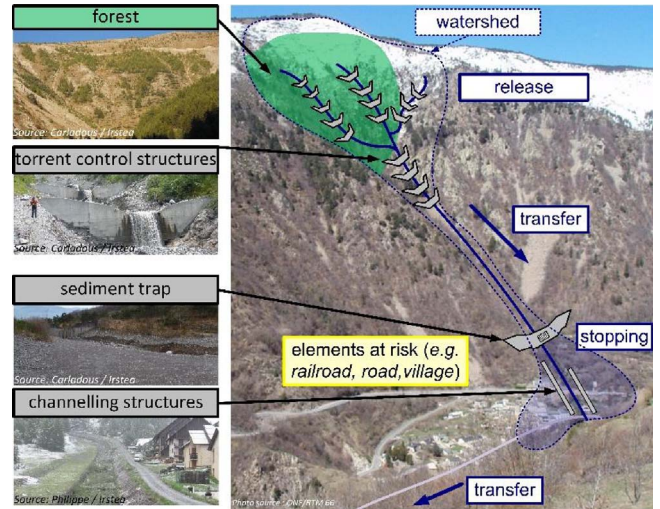 forest
Source: Carladous / Irstea
torrent control structures
Source: Carladous / Irstea
sediment trap
Source: Carladous / Irstea
channelling structures
Source: Philippe / Irstea
watershed
release
transfer
stopping
elements at risk (e.g.
railroad, road,village)
transfer
Photo source : ONF/RTM 66